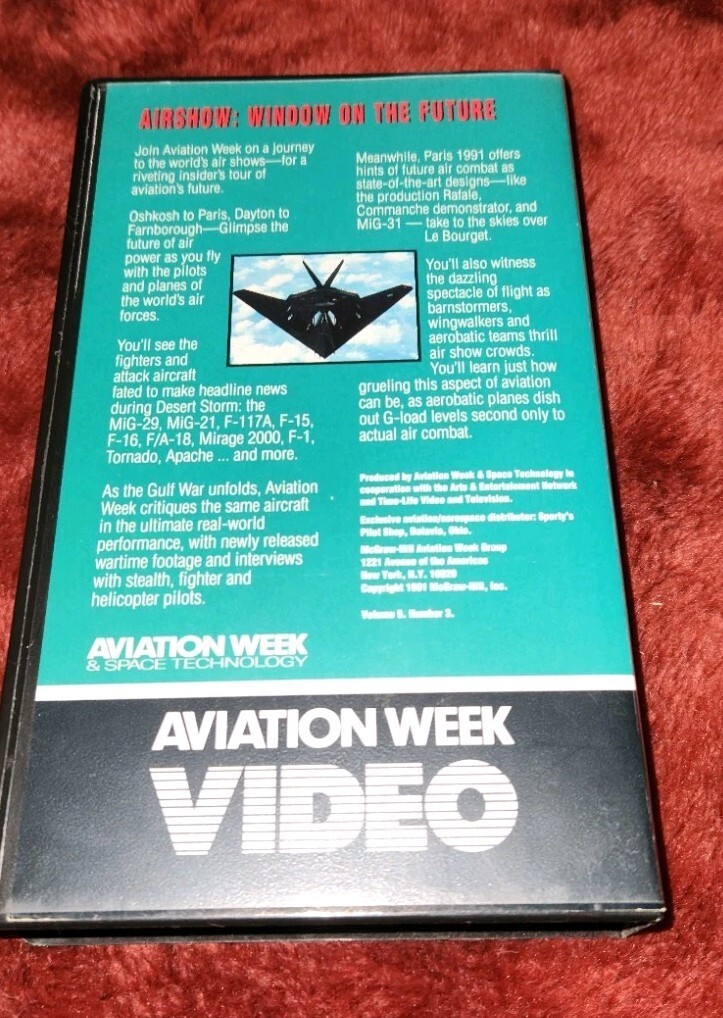 AIRSHOW: WINDOW ON THE FUTURE
Join Aviation Week on a journey
to the world's air shows—for a
riveting insider's tour of
aviation's future.
Oshkosh to Paris, Dayton to
Farnborough—Glimpse the
future of air
power as you fly
with the pilots
and planes of
the world's air
forces.
You'll see the
fighters and
attack aircraft
fated to make headline news
during Desert Storm: the
MiG-29, MiG-21, F-117A, F-15,
F-16, F/A-18, Mirage 2000, F-1,
Tornado, Apache ... and more.
As the Gulf War unfolds, Aviation
Week critiques the same aircraft
in the ultimate real-world
performance, with newly released
wartime footage and interviews
with stealth, fighter and
helicopter pilots.
Meanwhile, Paris 1991 offers
hints of future air combat as
state-of-the-art designs—like
the production Rafale,
Commanche demonstrator, and
MiG-31 — take to the skies over
Le Bourget.
You'll also witness
the dazzling
spectacle of flight as
barnstormers,
wingwalkers and
aerobatic teams thrill
air show crowds.
You'll learn just how
grueling this aspect of aviation
can be, as aerobatic planes dish
out G-load levels second only to
actual air combat.
Produced by Aviation Week & Space Technology in
cooperation with the Arts & Entertainment Network
and Time-Life Video and Television.
Exclusive aviation/aerospace distributor: Sporty's
Pilot Shop, Batavia, Ohio.
McGraw-Hill Aviation Week Group
1221 Avenue of the Americas
New York, N.Y. 10020
Copyright 1991 McGraw-Hill, Inc.
Number 3.
AVIATION WEEK
& SPACE TECHNOLOGY
AVIATION WEEK
VIDEO